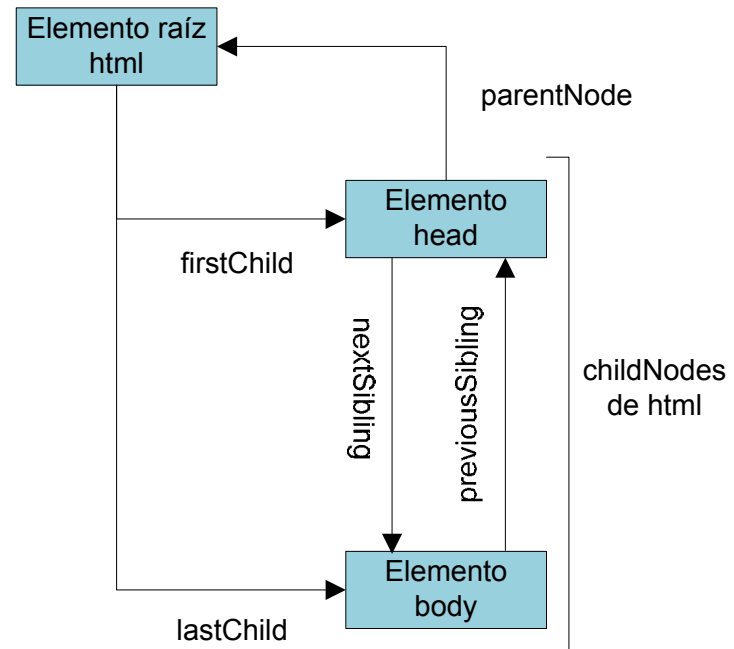 Elemento raíz
html
parentNode
Elemento
head
firstChild
nextSibling
previousSibling
childNodes
de html
Elemento
body
lastChild